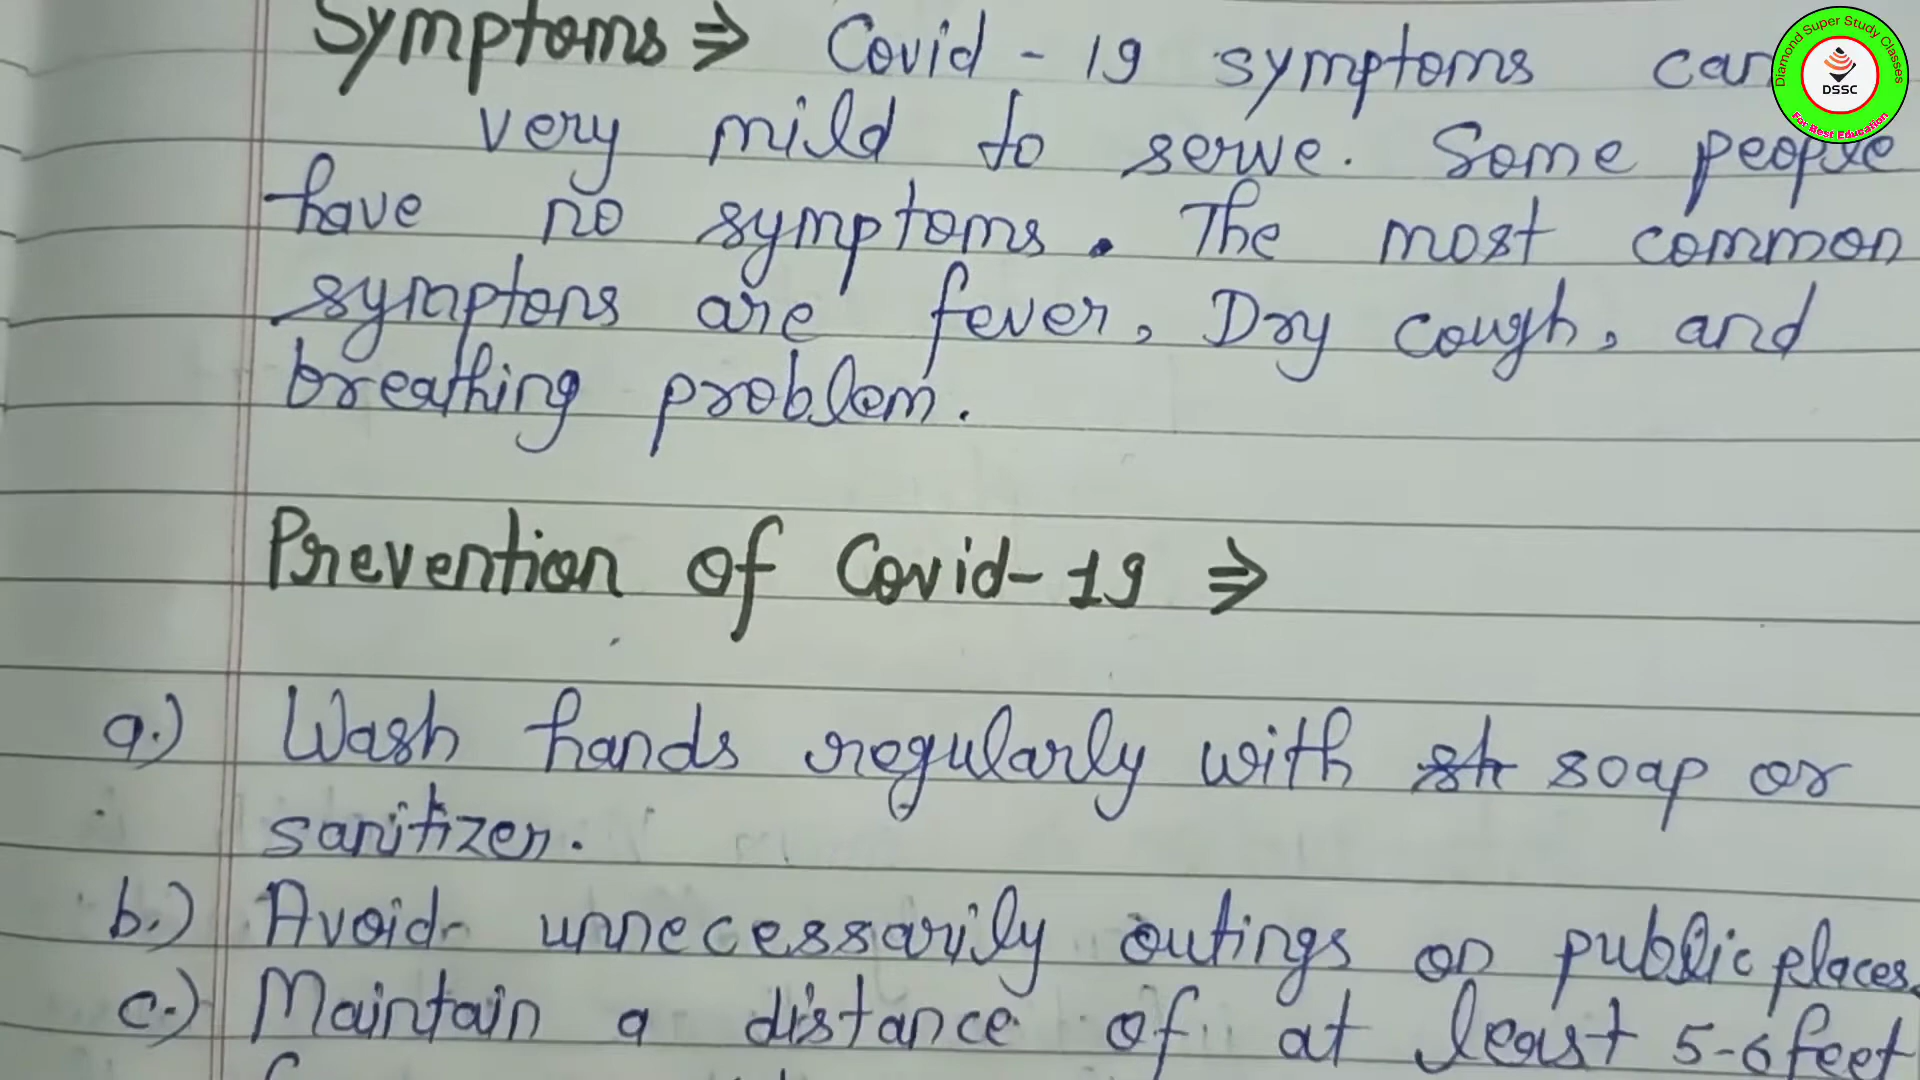 Symptoms ⇒ Covid - 19 symptoms can
very mild to serve. Some people
have no symptoms. The most common
symptons are fever, Dry cough, and
breathing problem.
Prevention of Covid-19 ⇒
a.) Wash hands regularly with soap or
sanitizer.
b.) Avoid unnecessarily outings on public places.
c.) Maintain a distance of at least 5-6 feet
Diamond Super Study Classes
DSSC
For Best Education